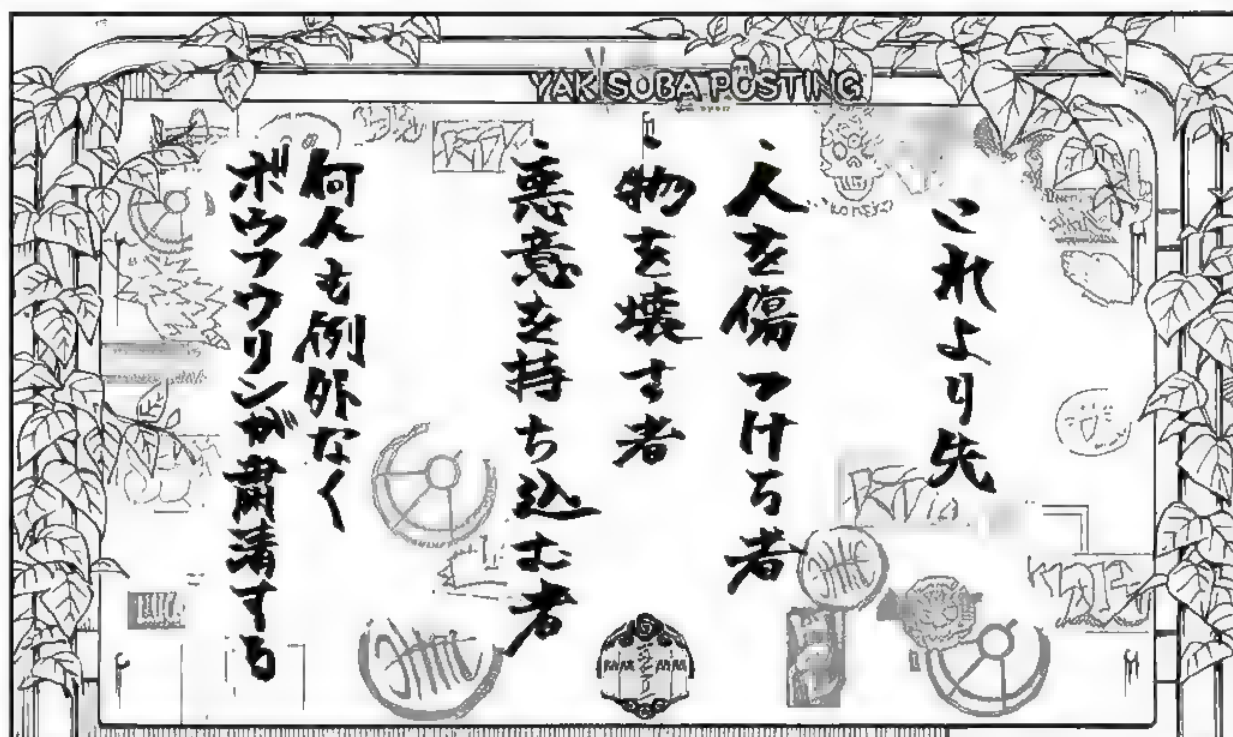 YAKISOBA POSTING
これより先
・人を傷つける者
・物を壊す者
・悪意を持ち込む者
何人も例外なく
ボウフウリンが粛清する